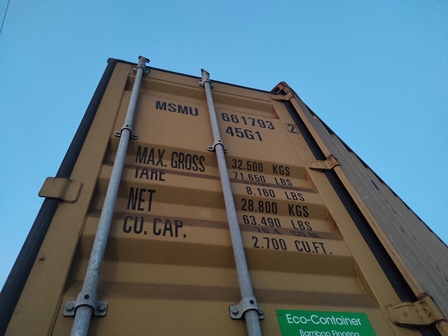 MSMU 661793 2
45G1
MAX. GROSS 32.500 KGS
71,650 LBS
TARE
8.160 LBS
NET 28.800 KGS
63,490 LBS
CU. CAP.
2.700 CU.FT.
Eco-Container
Bamboo Flooring